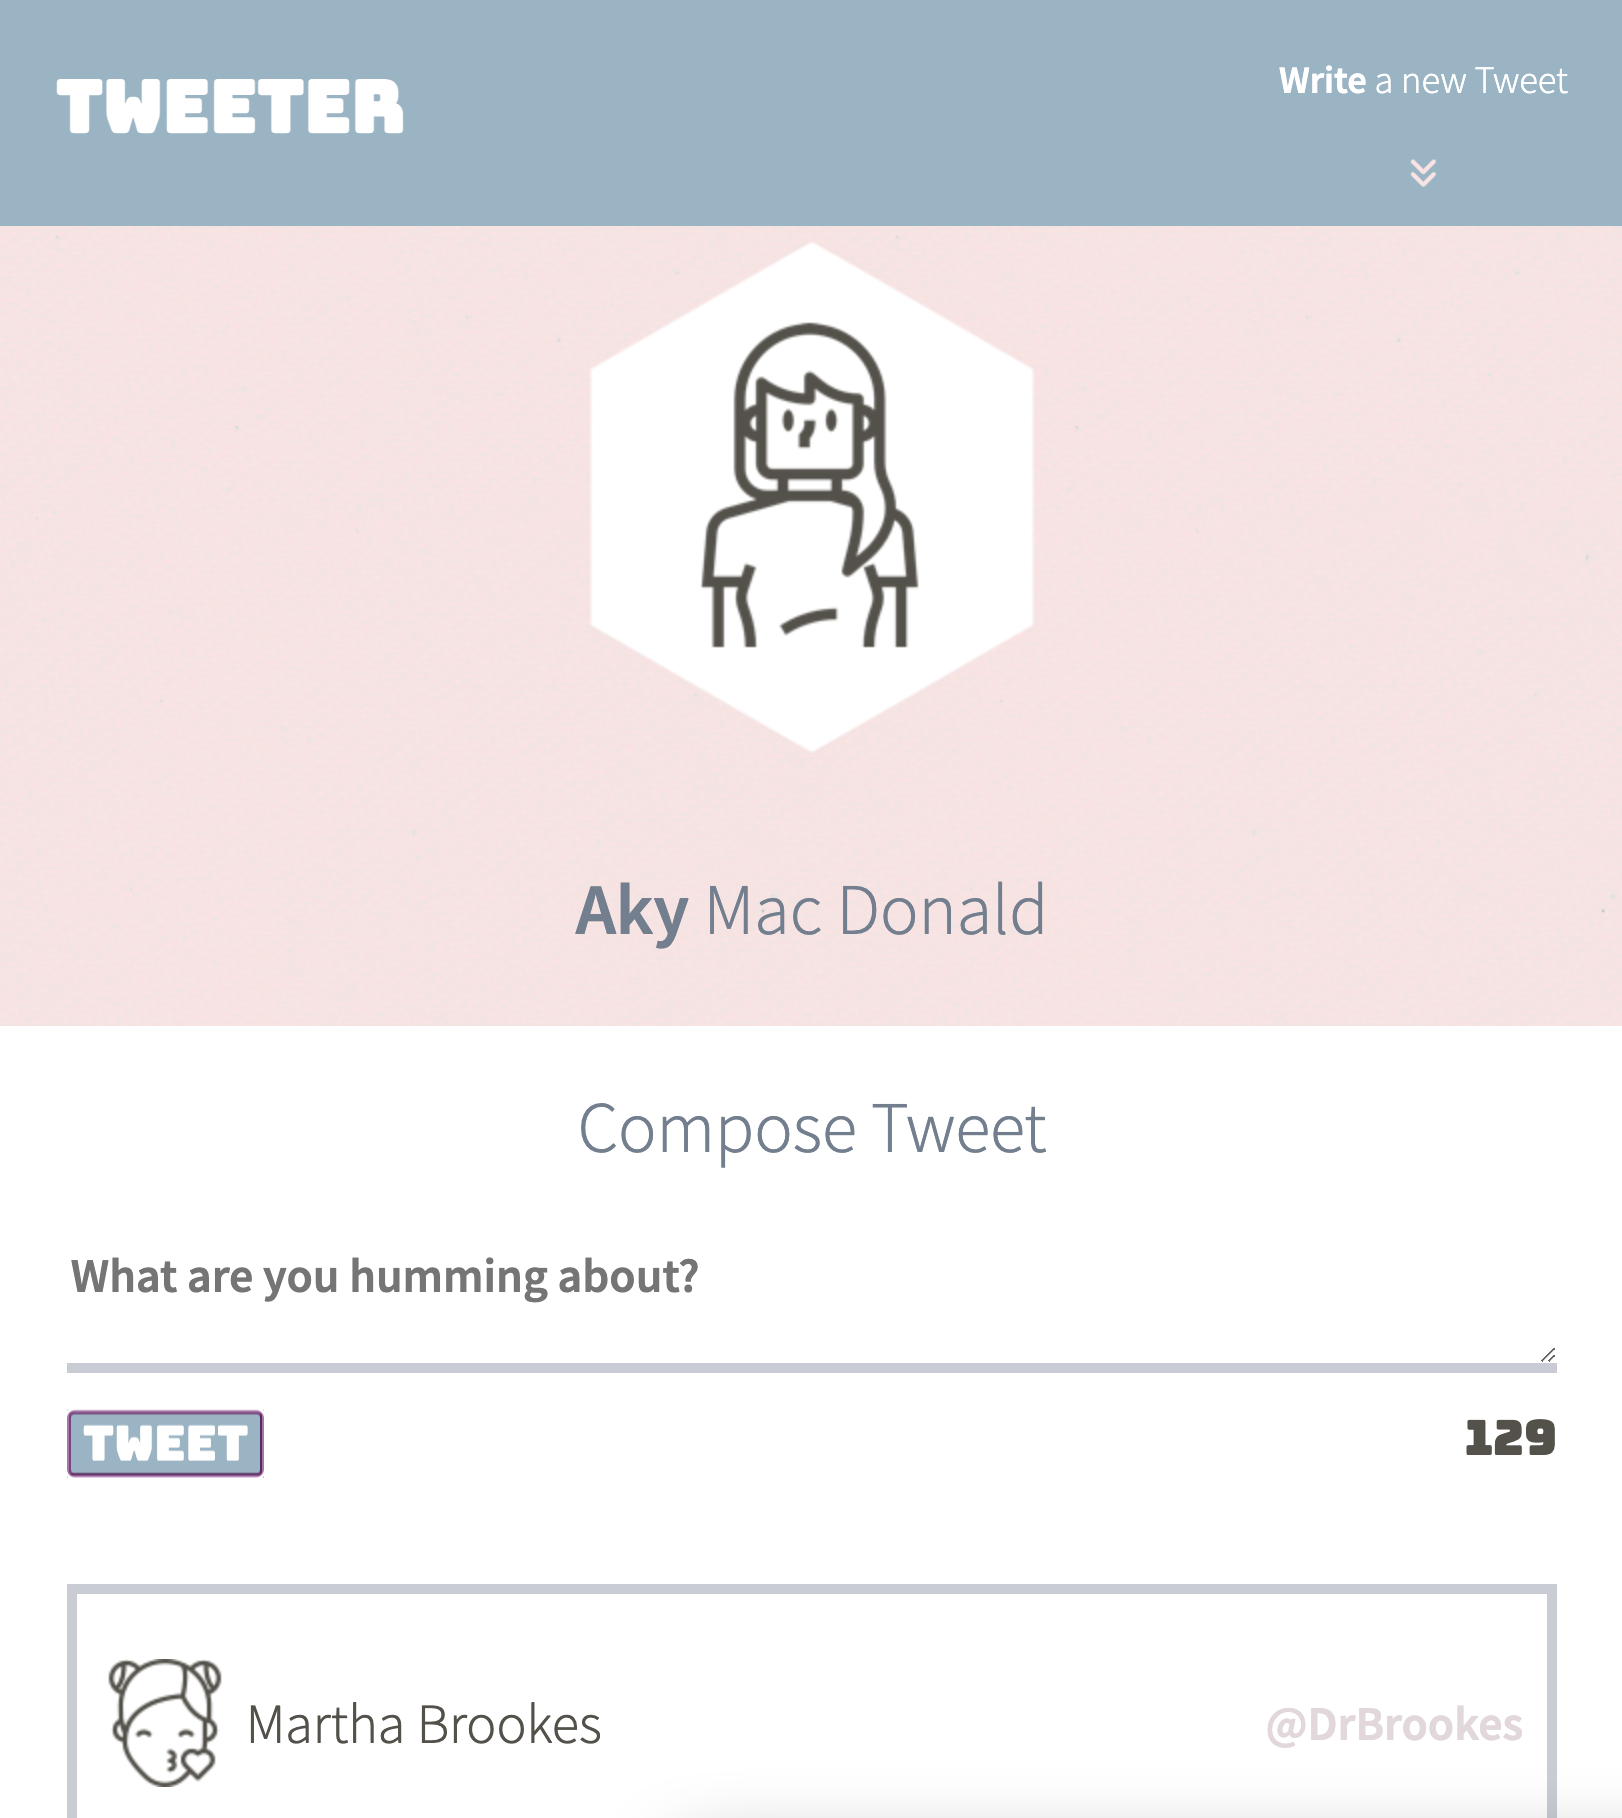 TWEETER
Write a new Tweet
Aky Mac Donald
Compose Tweet
What are you humming about?
TWEET
129
Martha Brookes
@DrBrookes